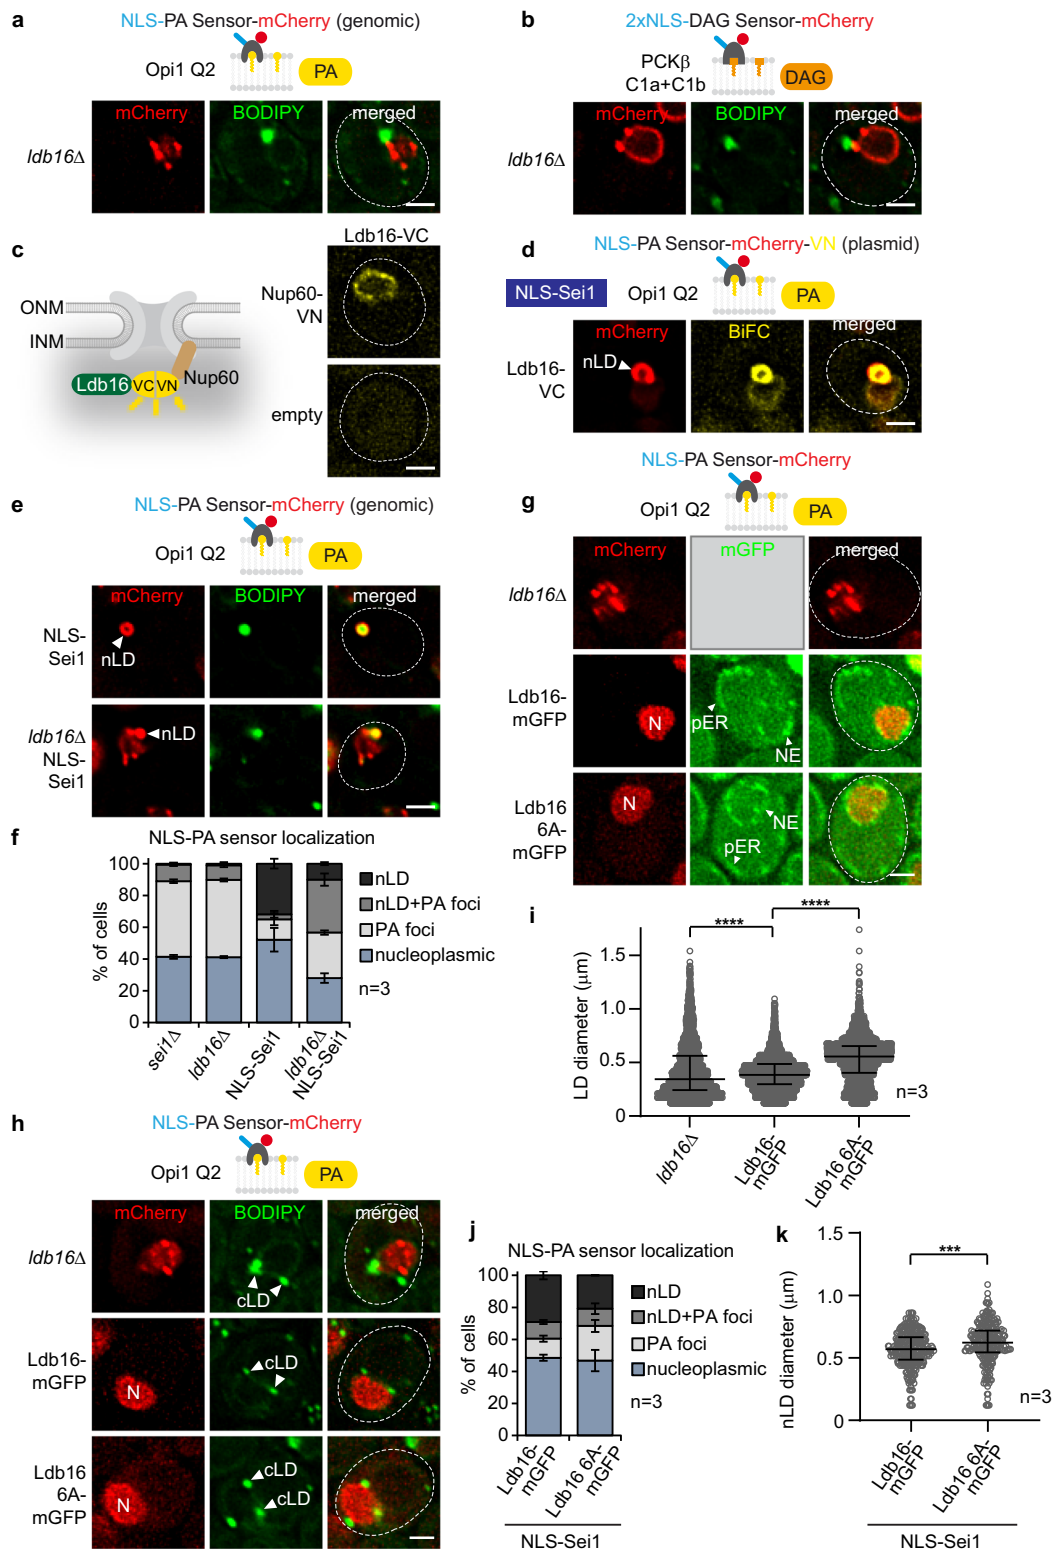 a
NLS-PA Sensor-mCherry (genomic)
Opi1 Q2
PA
mCherry
BODIPY
merged
ldb16Δ
b
2xNLS-DAG Sensor-mCherry
PCKβ
C1a+C1b
DAG
mCherry
BODIPY
merged
ldb16Δ
c
ONM
INM
Ldb16
VC
VN
Nup60
Ldb16-VC
Nup60-
VN
empty
d
NLS-PA Sensor-mCherry-VN (plasmid)
NLS-Sei1
Opi1 Q2
PA
mCherry
BiFC
merged
nLD
Ldb16-
VC
e
NLS-PA Sensor-mCherry (genomic)
Opi1 Q2
PA
mCherry
BODIPY
merged
NLS-
Sei1
nLD
ldb16Δ
NLS-
Sei1
nLD
f
NLS-PA sensor localization
% of cells
100
80
60
40
20
0
nLD
nLD+PA foci
PA foci
nucleoplasmic
n=3
sei1Δ
ldb16Δ
NLS-Sei1
ldb16Δ
NLS-Sei1
g
NLS-PA Sensor-mCherry
Opi1 Q2
PA
mCherry
mGFP
merged
ldb16Δ
Ldb16-
mGFP
N
pER
NE
Ldb16
6A-
mGFP
N
NE
pER
h
NLS-PA Sensor-mCherry
Opi1 Q2
PA
mCherry
BODIPY
merged
ldb16Δ
cLD
Ldb16-
mGFP
N
cLD
Ldb16
6A-
mGFP
N
cLD
cLD
i
LD diameter (μm)
1.5
1.0
0.5
0
****
****
n=3
ldb16Δ
Ldb16-
mGFP
Ldb16 6A-
mGFP
j
NLS-PA sensor localization
% of cells
100
80
60
40
20
0
nLD
nLD+PA foci
PA foci
nucleoplasmic
n=3
Ldb16-
mGFP
Ldb16 6A-
mGFP
NLS-Sei1
k
nLD diameter (μm)
1.5
1.0
0.5
0
***
n=3
Ldb16-
mGFP
Ldb16 6A-
mGFP
NLS-Sei1